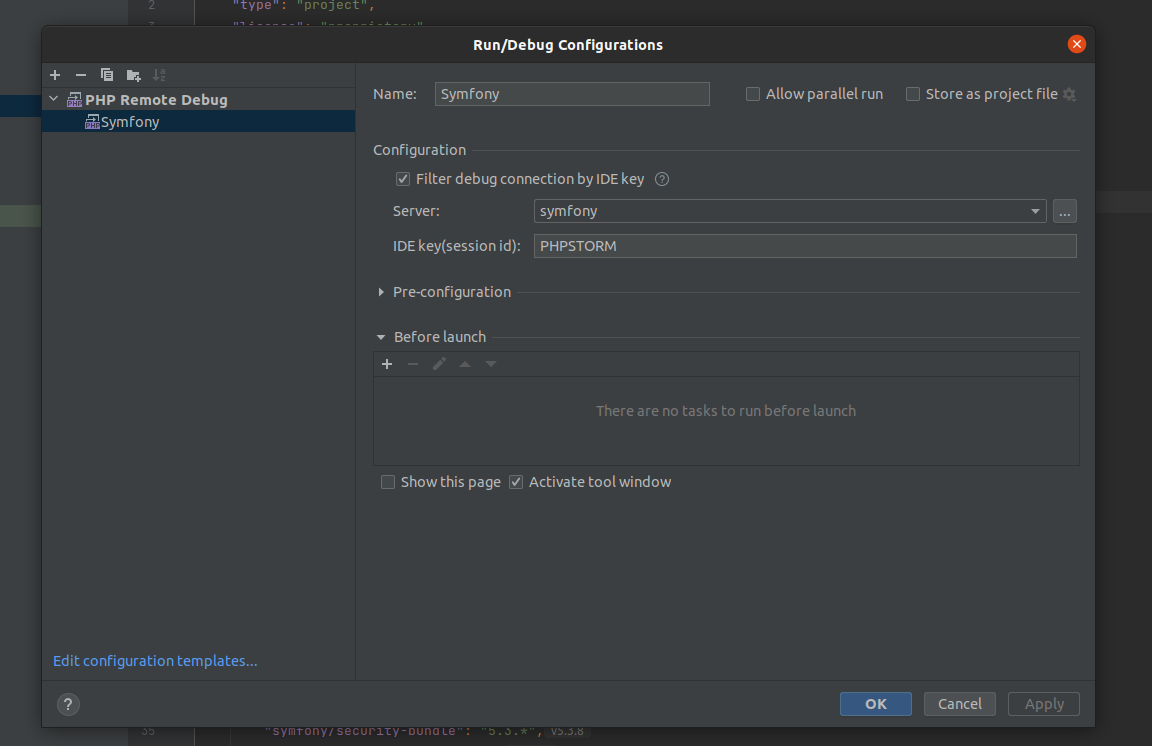 2 "type": "project",
Run/Debug Configurations
PHP Remote Debug
Symfony
Name: Symfony
Allow parallel run
Store as project file
Configuration
Filter debug connection by IDE key
Server: symfony
...
IDE key(session id): PHPSTORM
Pre-configuration
Before launch
There are no tasks to run before launch
Show this page
Activate tool window
Edit configuration templates...
?
OK
Cancel
Apply
35 "symfony/security-bundle": "5.3.*", v5.3.8